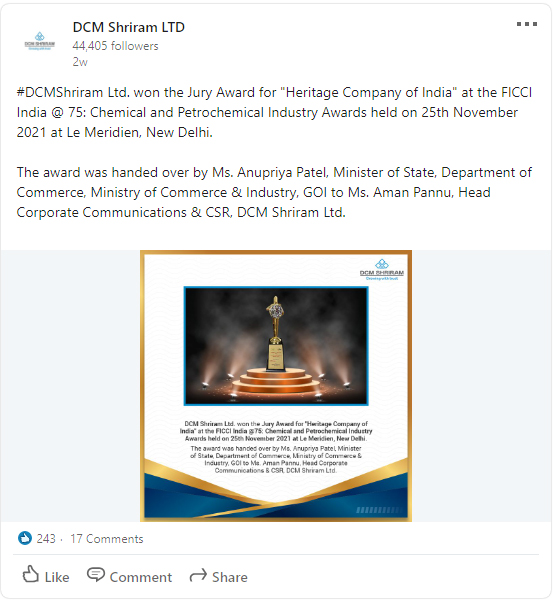 DCM Shriram LTD
44,405 followers
2w
#DCMShriram Ltd. won the Jury Award for "Heritage Company of India" at the FICCI
India @ 75: Chemical and Petrochemical Industry Awards held on 25th November
2021 at Le Meridien, New Delhi.
The award was handed over by Ms. Anupriya Patel, Minister of State, Department of
Commerce, Ministry of Commerce & Industry, GOI to Ms. Aman Pannu, Head
Corporate Communications & CSR, DCM Shriram Ltd.
DCM SHRIRAM
DCM Shriram Ltd. won the Jury Award for "Heritage Company of
India" at the FICCI India @75: Chemical and Petrochemical Industry
Awards held on 25th November 2021 at Le Meridien, New Delhi.
The award was handed over by Ms. Anupriya Patel, Minister
of State, Department of Commerce, Ministry of Commerce &
Industry, GOI to Ms. Aman Pannu, Head Corporate
Communications & CSR, DCM Shriram Ltd.
243 · 17 Comments
Like Comment Share